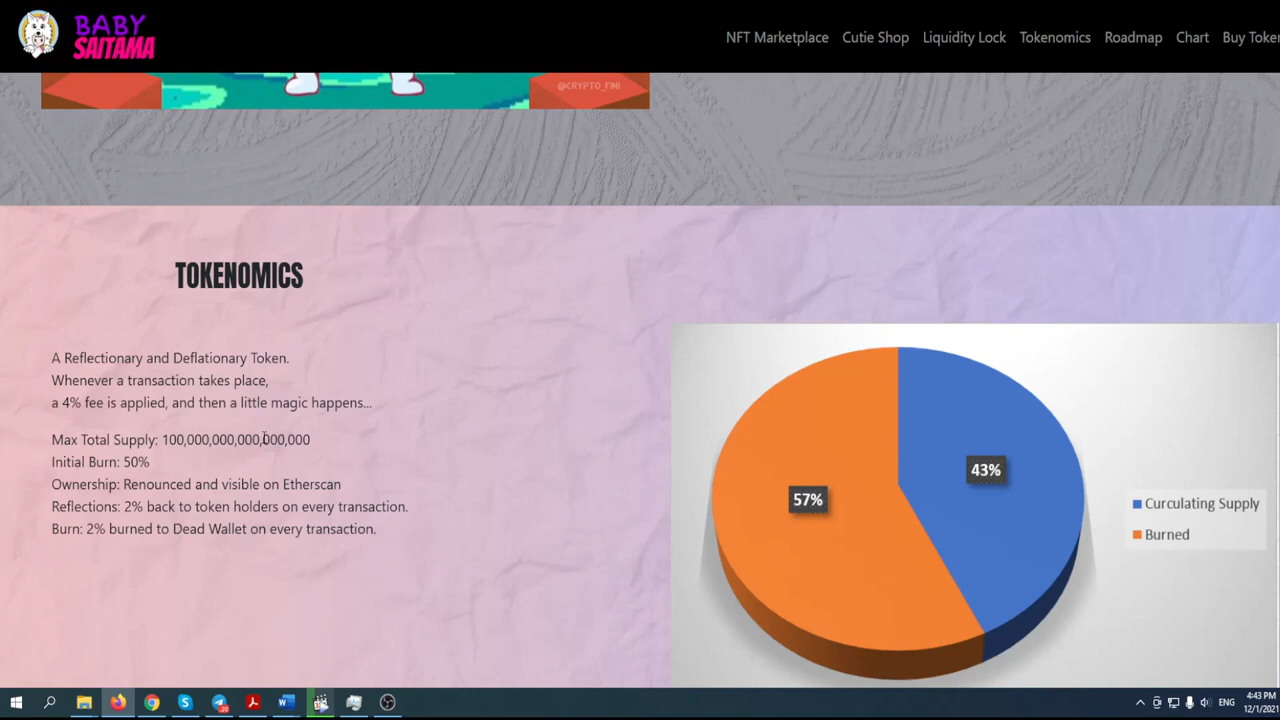 BABY
SAITAMA
NFT Marketplace
Cutie Shop
Liquidity Lock
Tokenomics
Roadmap
Chart
Buy Token
@CRYPTO_FINI
TOKENOMICS
A Reflectionary and Deflationary Token.
Whenever a transaction takes place,
a 4% fee is applied, and then a little magic happens...
Max Total Supply: 100,000,000,000,000,000
Initial Burn: 50%
Ownership: Renounced and visible on Etherscan
Reflections: 2% back to token holders on every transaction.
Burn: 2% burned to Dead Wallet on every transaction.
43%
57%
Curculating Supply
Burned
ENG
4:43 PM
12/1/2021